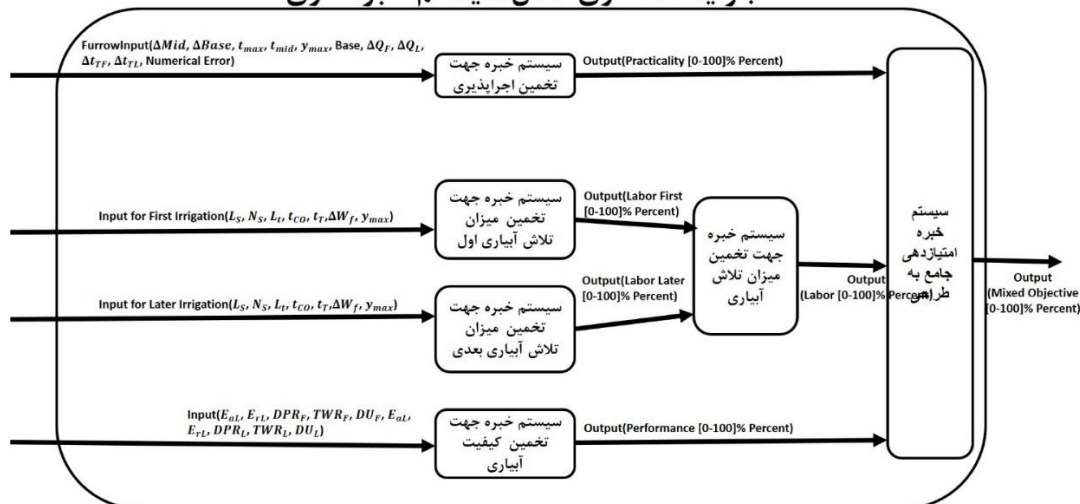 FurrowInput(ΔMid, ΔBase, t_max, t_mid, y_max, Base, ΔQ_F, ΔQ_L,
Δt_TF, Δt_TL, Numerical Error)
سیستم خبره جهت
تخمین اجراپذیری
Output(Practicality [0-100]% Percent)
Input for First Irrigation(L_S, N_S, L_t, t_CO, t_T,ΔW_f, y_max)
سیستم خبره جهت
تخمین میزان
تلاش آبیاری اول
Output(Labor First
[0-100]% Percent)
Input for Later Irrigation(L_S, N_S, L_t, t_CO, t_T,ΔW_f, y_max)
سیستم خبره جهت
تخمین میزان
تلاش آبیاری بعدی
Output(Labor Later
[0-100]% Percent)
سیستم خبره
جهت تخمین
میزان تلاش
آبیاری
Output
(Labor [0-100]% Percent)
Input(E_aL, E_rL, DPR_F, TWR_F, DU_F, E_aL,
E_rL, DPR_L, TWR_L, DU_L)
سیستم خبره جهت
تخمین کیفیت
آبیاری
Output(Performance [0-100]% Percent)
سیستم
خبره
امتیازدهی
جامع به
طراحی
Output
(Mixed Objective
[0-100]% Percent)